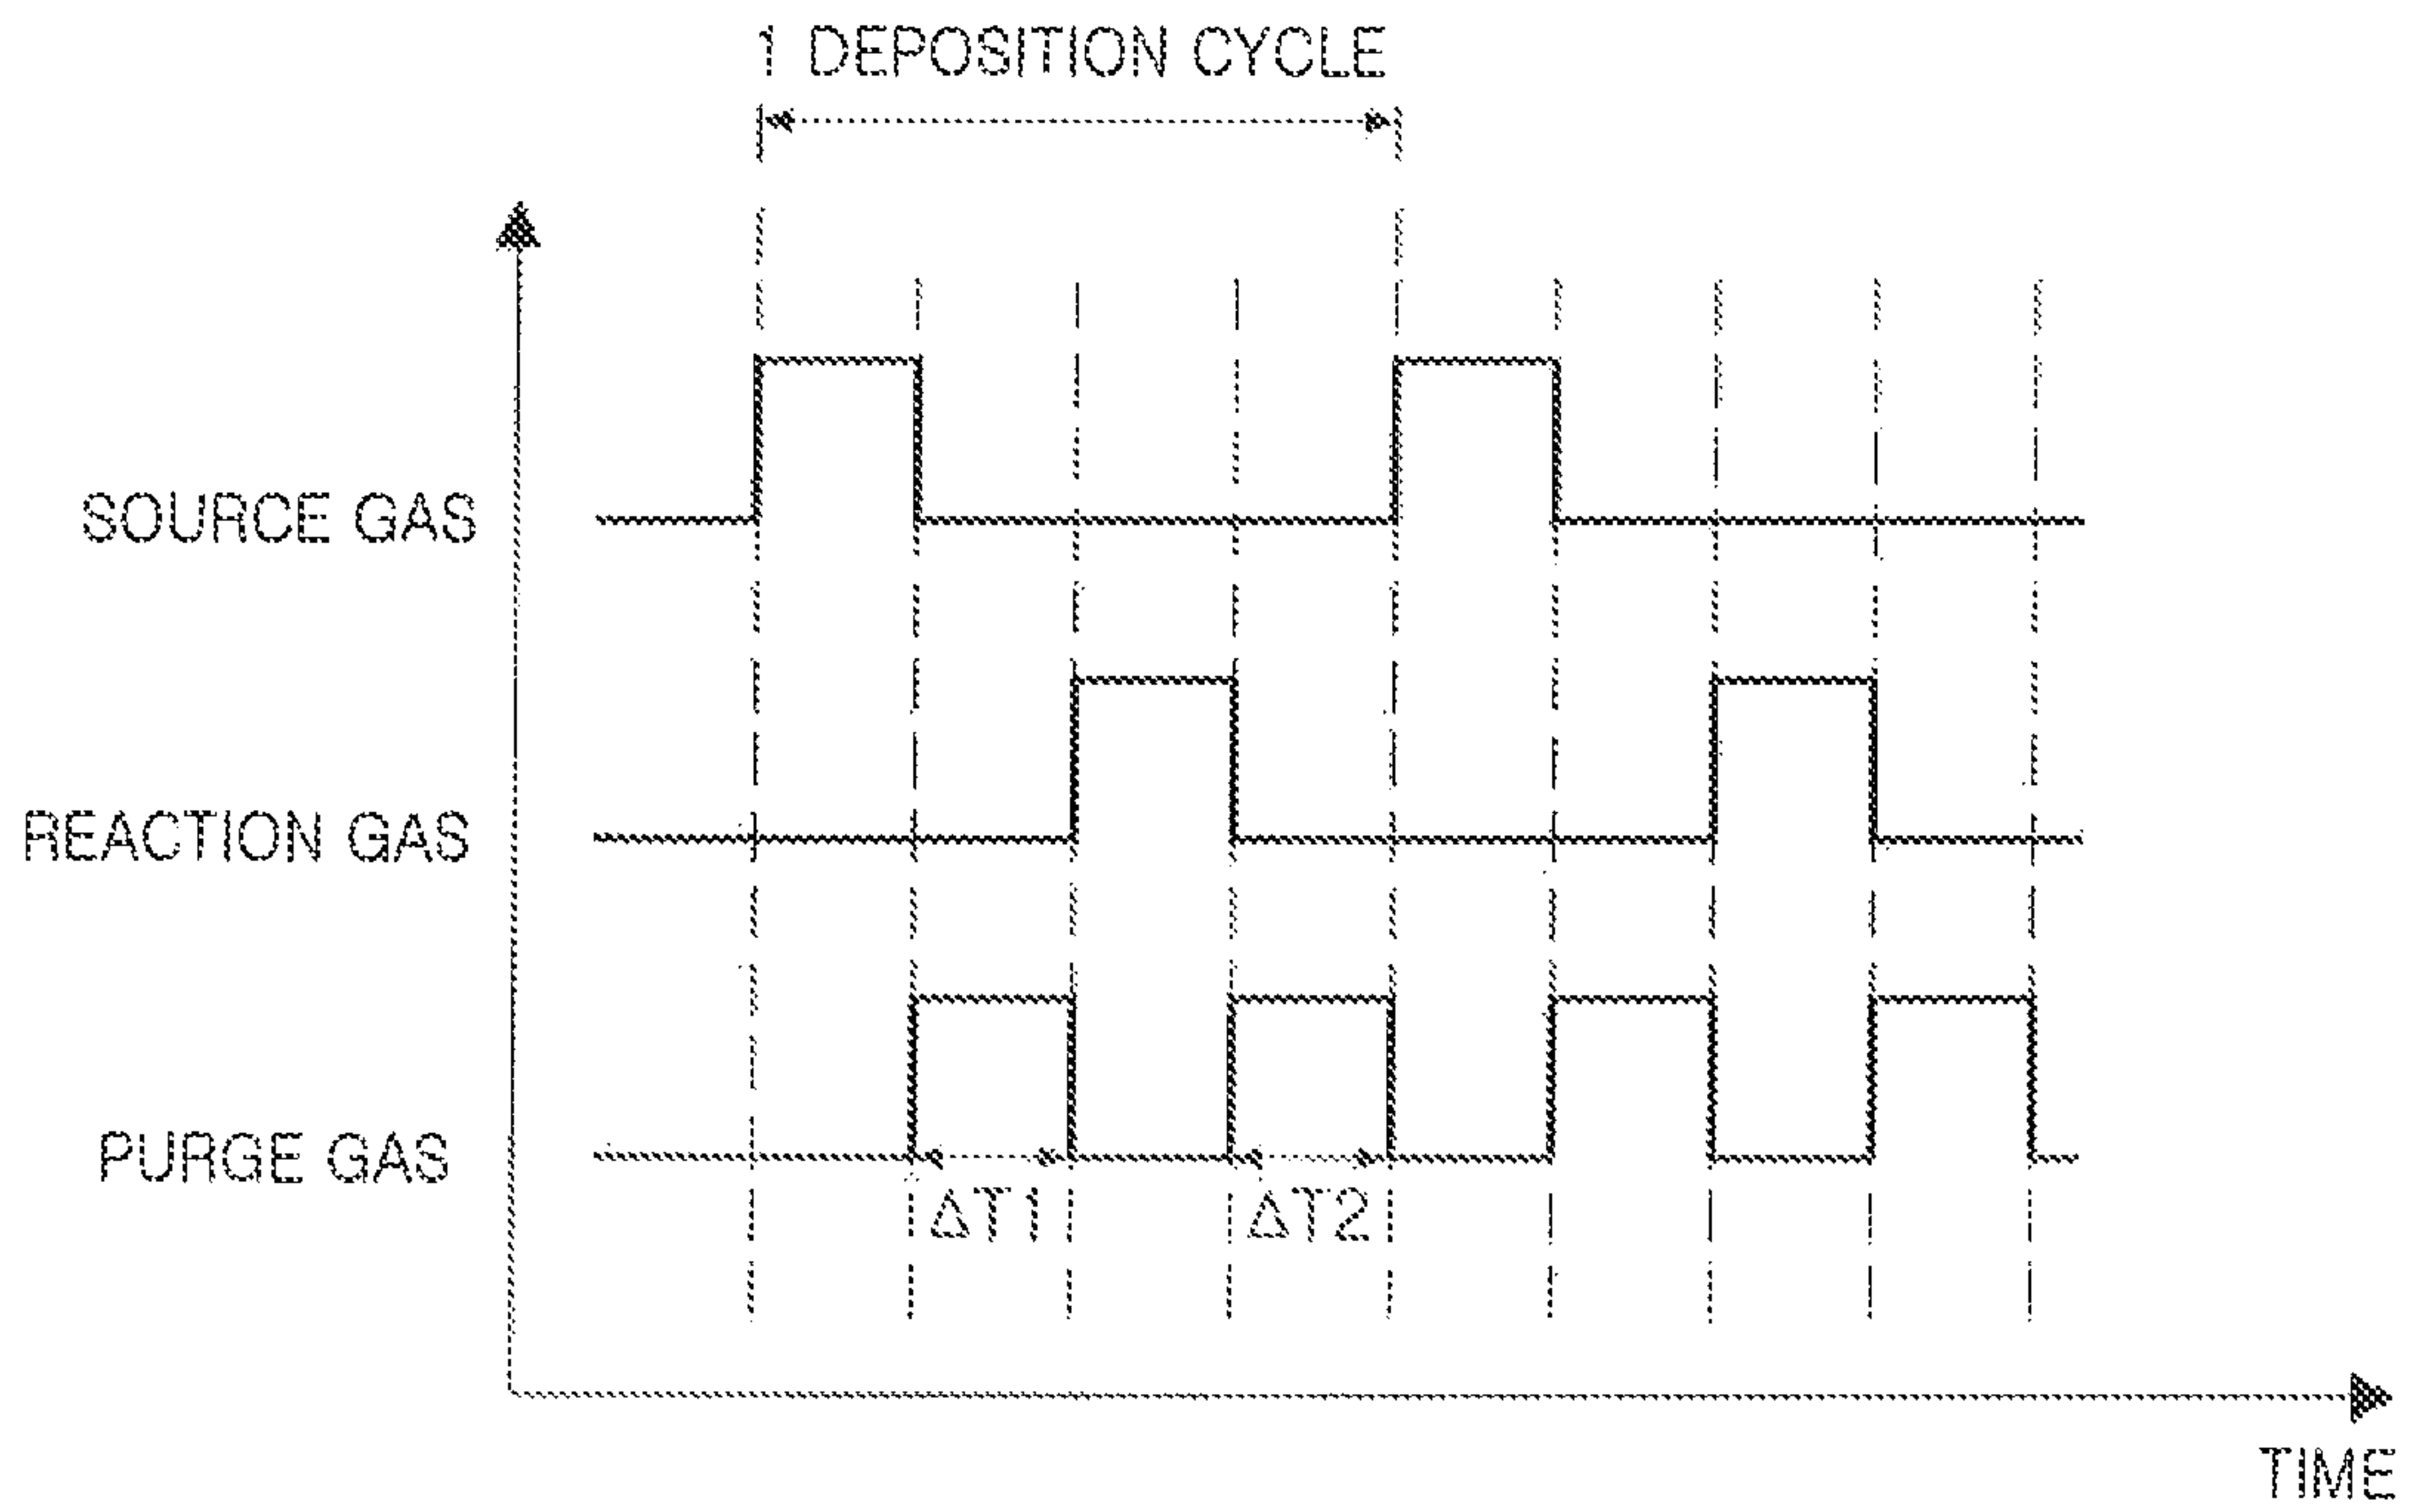 1 DEPOSITION CYCLE
SOURCE GAS
REACTION GAS
PURGE GAS
ΔT1 ΔT2
TIME